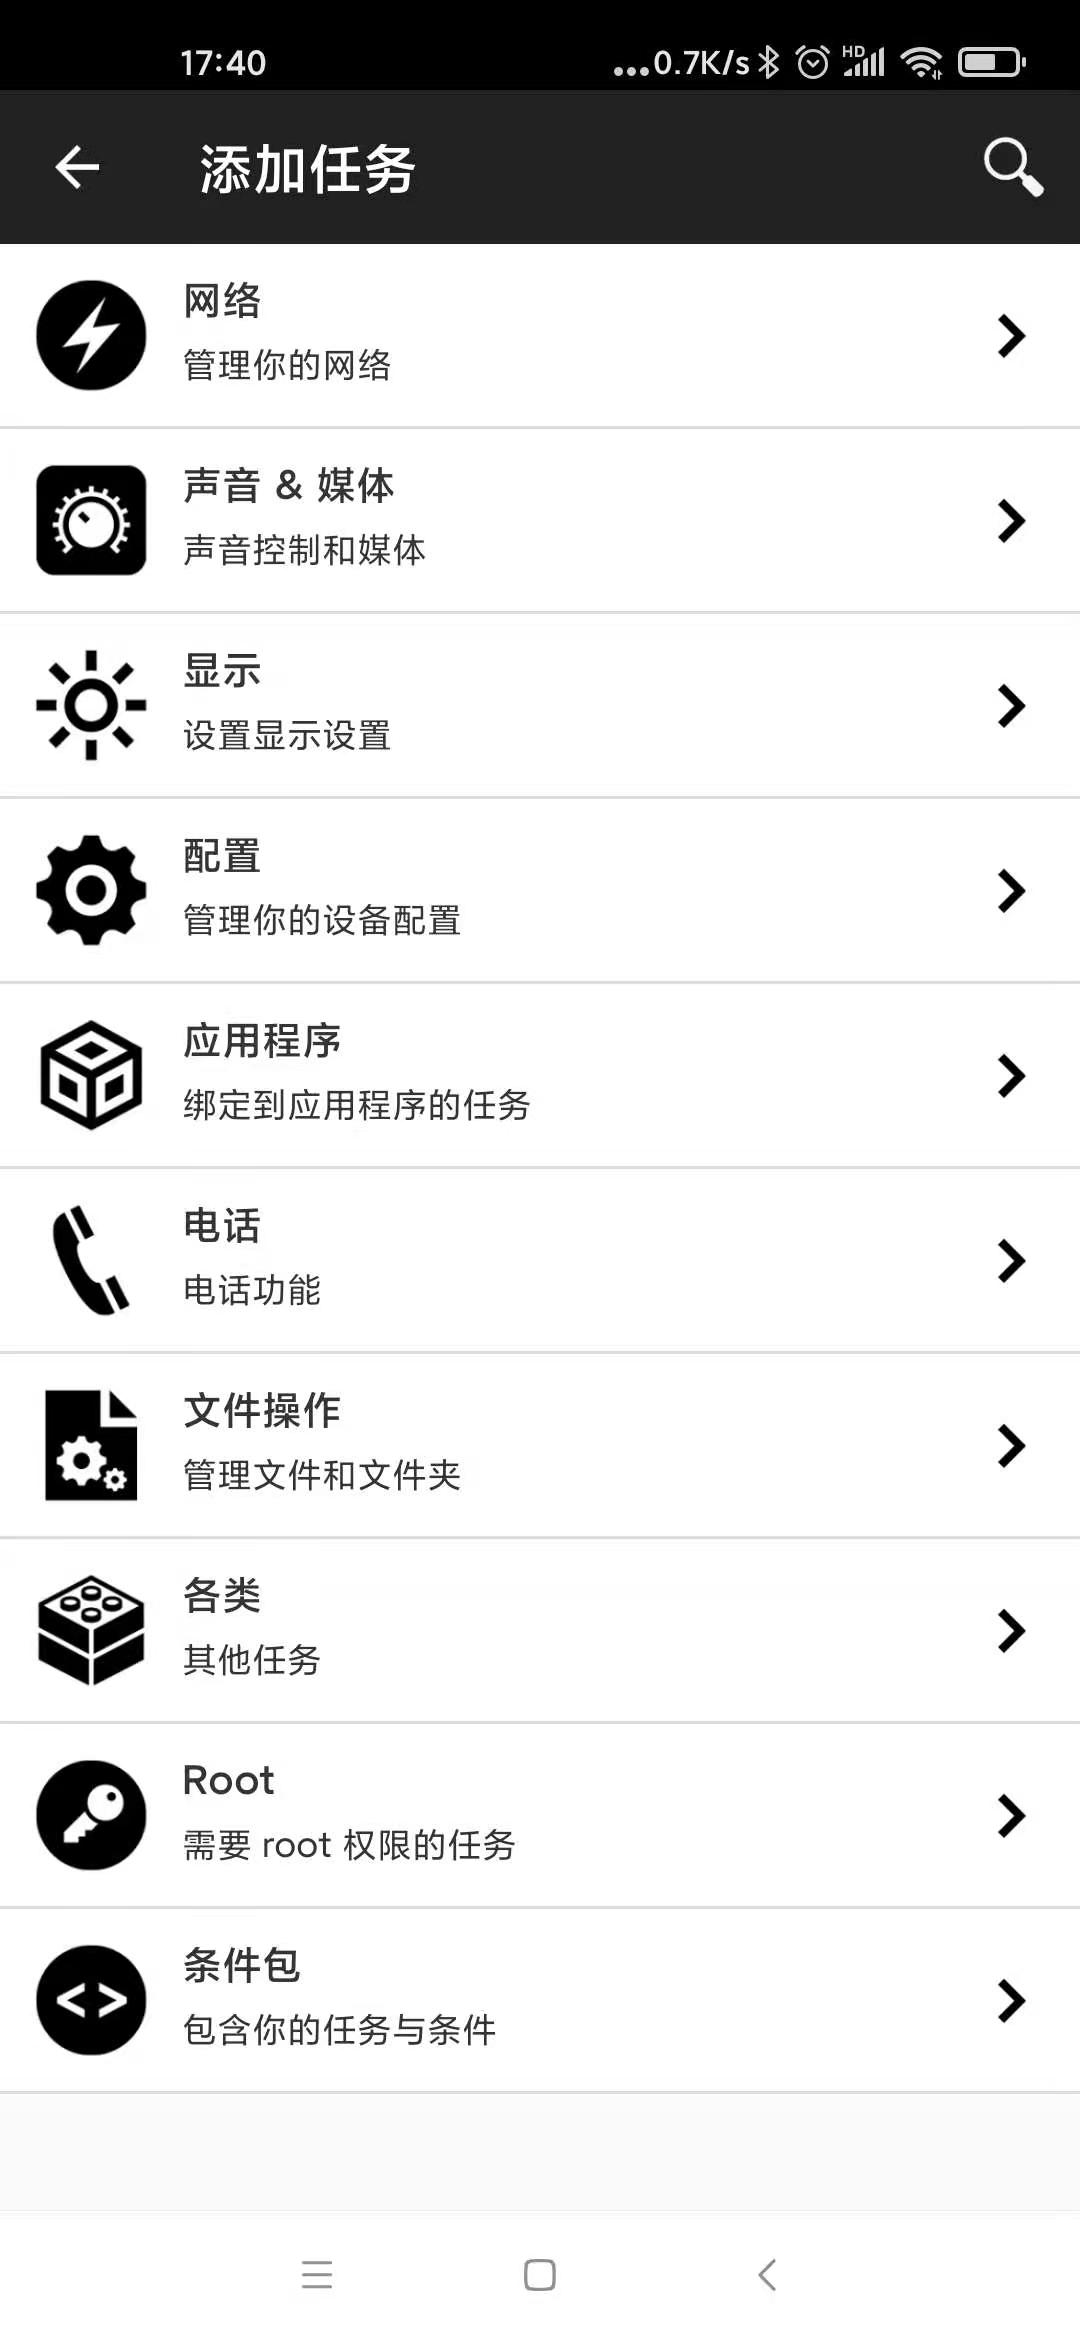 17:40
...0.7K/s HD
添加任务
网络
管理你的网络
声音 & 媒体
声音控制和媒体
显示
设置显示设置
配置
管理你的设备配置
应用程序
绑定到应用程序的任务
电话
电话功能
文件操作
管理文件和文件夹
各类
其他任务
Root
需要 root 权限的任务
条件包
包含你的任务与条件